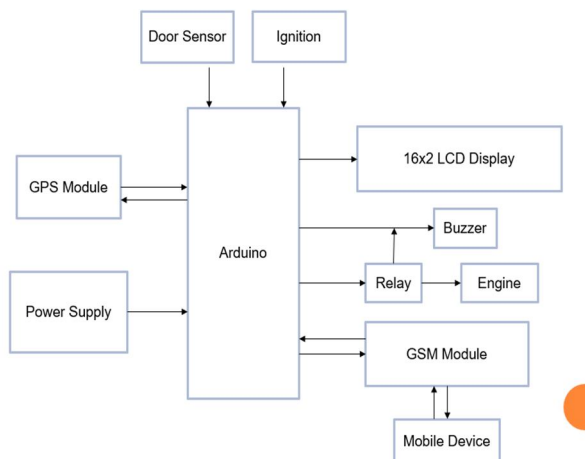 Door Sensor
Ignition
16x2 LCD Display
GPS Module
Buzzer
Arduino
Relay
Engine
Power Supply
GSM Module
Mobile Device